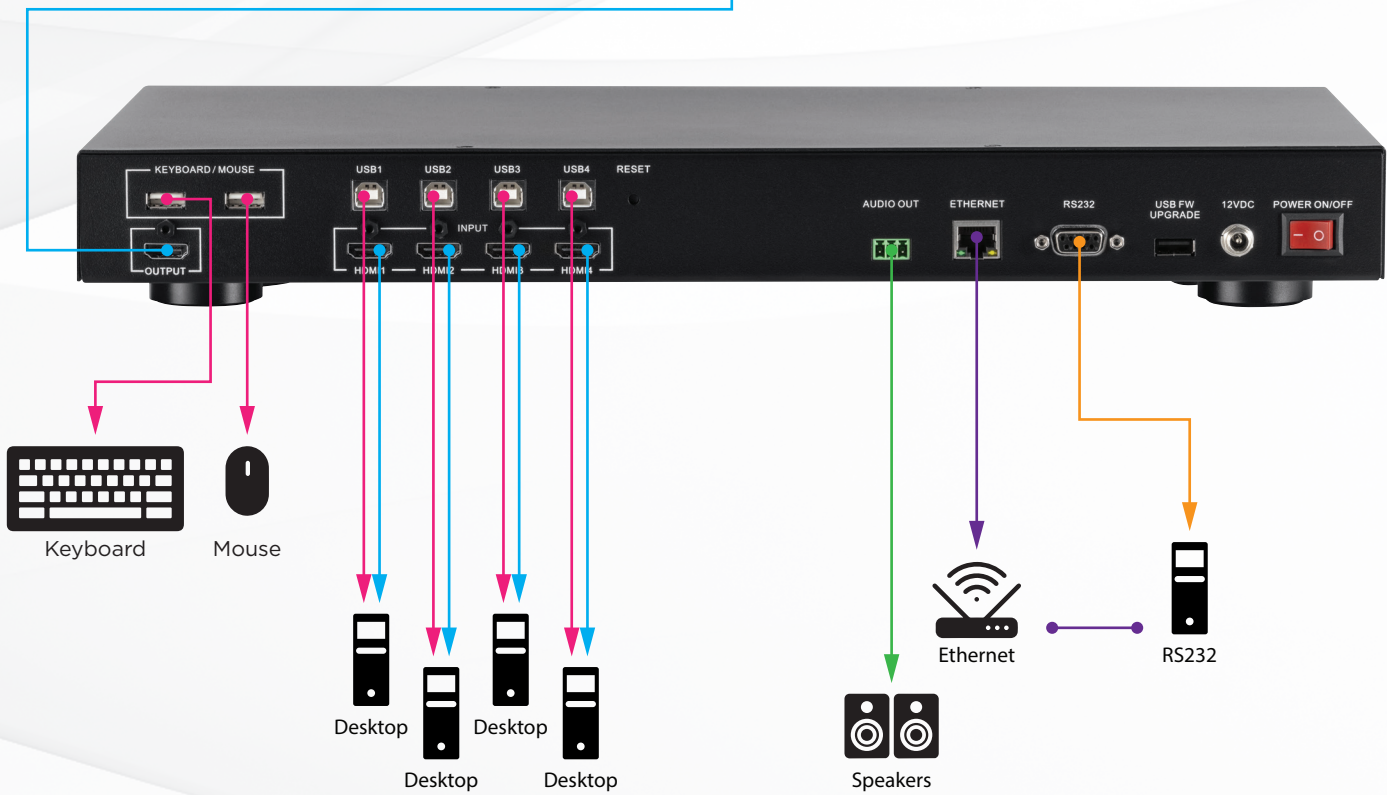 KEYBOARD / MOUSE
USB1
USB2
USB3
USB4
RESET
INPUT
OUTPUT
HDMI1
HDMI2
HDMI3
HDMI4
AUDIO OUT
ETHERNET
RS232
USB FW
UPGRADE
12VDC
POWER ON/OFF
Keyboard
Mouse
Desktop
Desktop
Desktop
Desktop
Ethernet
RS232
Speakers